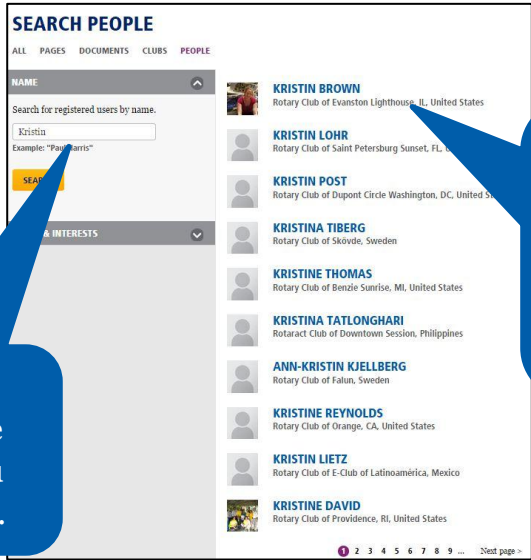 SEARCH PEOPLE
ALL PAGES DOCUMENTS CLUBS PEOPLE
NAME
Search for registered users by name.
Kristin
Example: "Paul Harris"
& INTERESTS
KRISTIN BROWN
Rotary Club of Evanston Lighthouse, IL, United States
KRISTIN LOHR
Rotary Club of Saint Petersburg Sunset, FL,
KRISTIN POST
Rotary Club of Dupont Circle Washington, DC, United
KRISTINA TIBERG
Rotary Club of Skövde, Sweden
KRISTINE THOMAS
Rotary Club of Benzie Sunrise, MI, United States
KRISTINA TATLONGHARI
Rotaract Club of Downtown Session, Philippines
ANN-KRISTIN KJELLBERG
Rotary Club of Falun, Sweden
KRISTINE REYNOLDS
Rotary Club of Orange, CA, United States
KRISTIN LIETZ
Rotary Club of E-Club of Latinoamérica, Mexico
KRISTINE DAVID
Rotary Club of Providence, RI, United States
1 2 3 4 5 6 7 8 9 ... Next page >